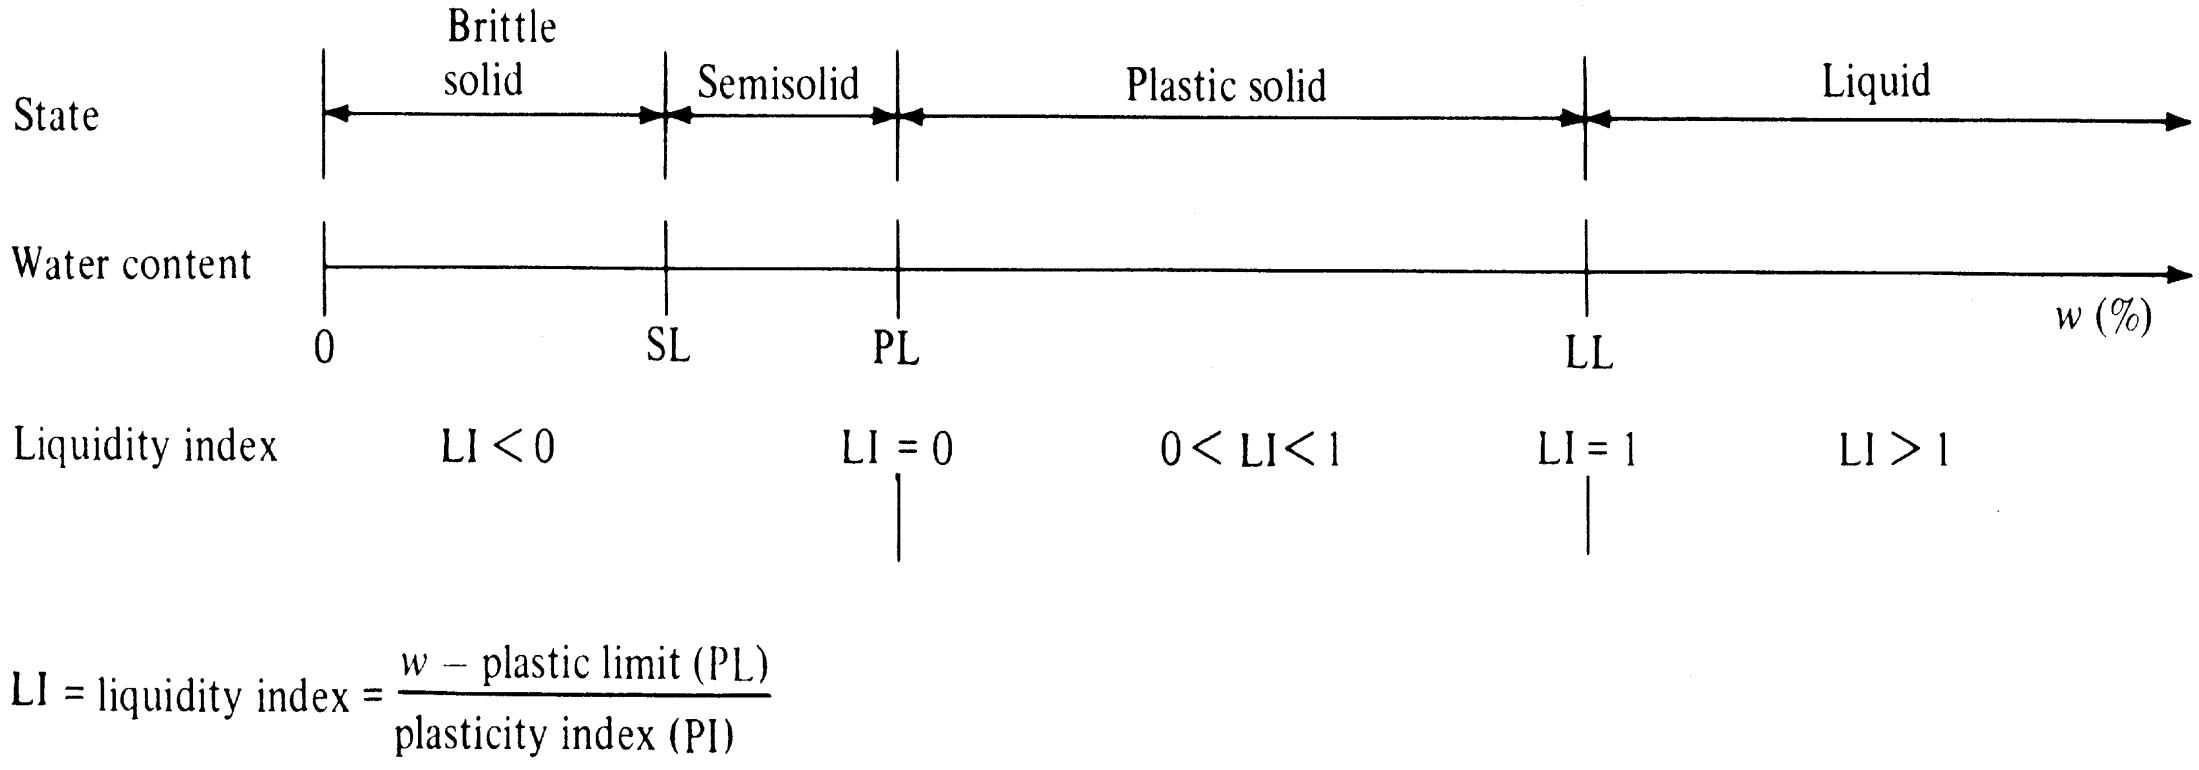 Brittle
solid
Semisolid
Plastic solid
Liquid
State
Water content
w (%)
0
SL
PL
LL
Liquidity index
LI < 0
LI = 0
0 < LI < 1
LI = 1
LI > 1
LI = liquidity index = w – plastic limit (PL)
plasticity index (PI)